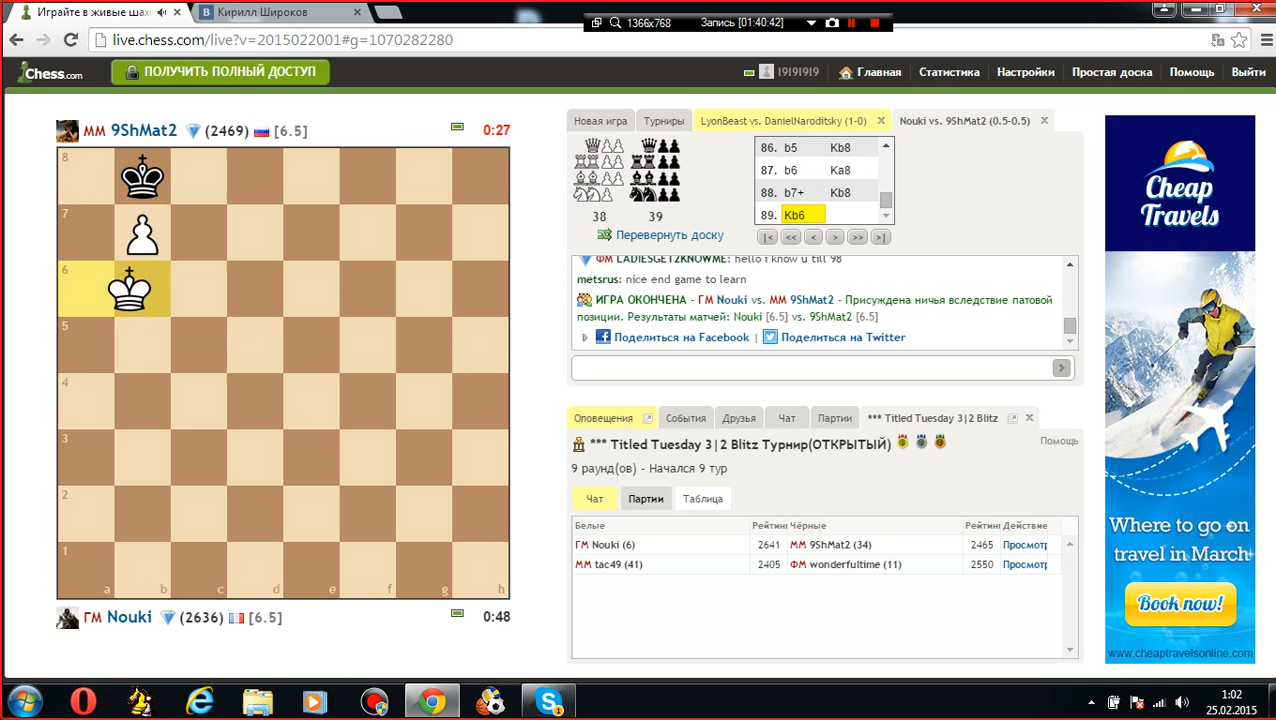 Играйте в живые шах
Кирилл Широков
1366x768
Запись [01:40:42]
live.chess.com/live?v=2015022001#g=1070282280
Chess.com
ПОЛУЧИТЬ ПОЛНЫЙ ДОСТУП
19191919
Главная
Статистика
Настройки
Простая доска
Помощь
Выйти
ММ 9ShMat2 (2469) [6.5]
0:27
8
7
6
5
4
3
2
1
a b c d e f g h
ГМ Nouki (2636) [6.5]
0:48
Новая игра
Турниры
LyonBeast vs. DanielNaroditsky (1-0)
Nouki vs. 9ShMat2 (0.5-0.5)
38
39
Перевернуть доску
86. b5 Kb8
87. b6 Ka8
88. b7+ Kb8
89. Kb6
|< << < > >> >|
ФМ LADIESGET2KNOWME: hello i know u till 98
metsrus: nice end game to learn
ИГРА ОКОНЧЕНА - ГМ Nouki vs. ММ 9ShMat2 - Присуждена ничья вследствие патовой
позиции. Результаты матчей: Nouki [6.5] vs. 9ShMat2 [6.5]
Поделиться на Facebook | Поделиться на Twitter
Оповещения
События
Друзья
Чат
Партии
*** Titled Tuesday 3|2 Blitz
*** Titled Tuesday 3|2 Blitz Турнир(ОТКРЫТЫЙ)
Помощь
9 раунд(ов) - Начался 9 тур
Чат
Партии
Таблица
Белые Рейтинг Чёрные Рейтинг Действие
ГМ Nouki (6) 2641 ММ 9ShMat2 (34) 2465 Просмотр
ММ tac49 (41) 2405 ФМ wonderfultime (11) 2550 Просмотр
Cheap
Travels
Where to go on
travel in March
Book now!
www.cheaptravelsonline.com
1:02
25.02.2015